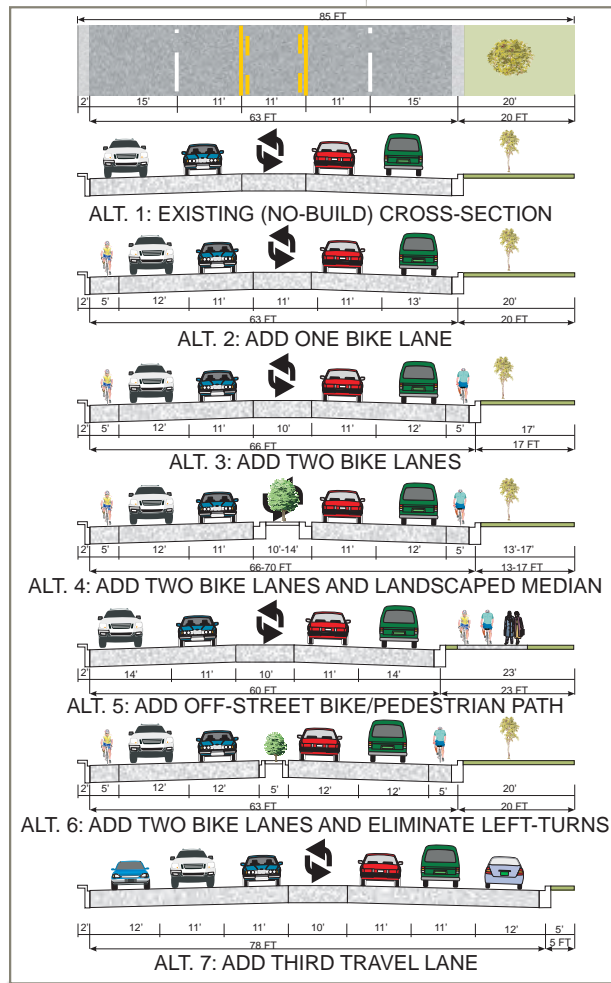 85 FT
2' 15' 11' 11' 11' 15' 20'
63 FT 20 FT
ALT. 1: EXISTING (NO-BUILD) CROSS-SECTION
2' 5' 12' 11' 11' 11' 13' 20'
63 FT 20 FT
ALT. 2: ADD ONE BIKE LANE
2' 5' 12' 11' 10' 11' 12' 5' 17'
66 FT 17 FT
ALT. 3: ADD TWO BIKE LANES
2' 5' 12' 11' 10'-14' 11' 12' 5' 13'-17'
66-70 FT 13-17 FT
ALT. 4: ADD TWO BIKE LANES AND LANDSCAPED MEDIAN
2' 14' 11' 10' 11' 14' 23'
60 FT 23 FT
ALT. 5: ADD OFF-STREET BIKE/PEDESTRIAN PATH
2' 5' 12' 12' 5' 12' 12' 5' 20'
63 FT 20 FT
ALT. 6: ADD TWO BIKE LANES AND ELIMINATE LEFT-TURNS
2' 12' 11' 11' 10' 11' 11' 12' 5'
78 FT 5 FT
ALT. 7: ADD THIRD TRAVEL LANE